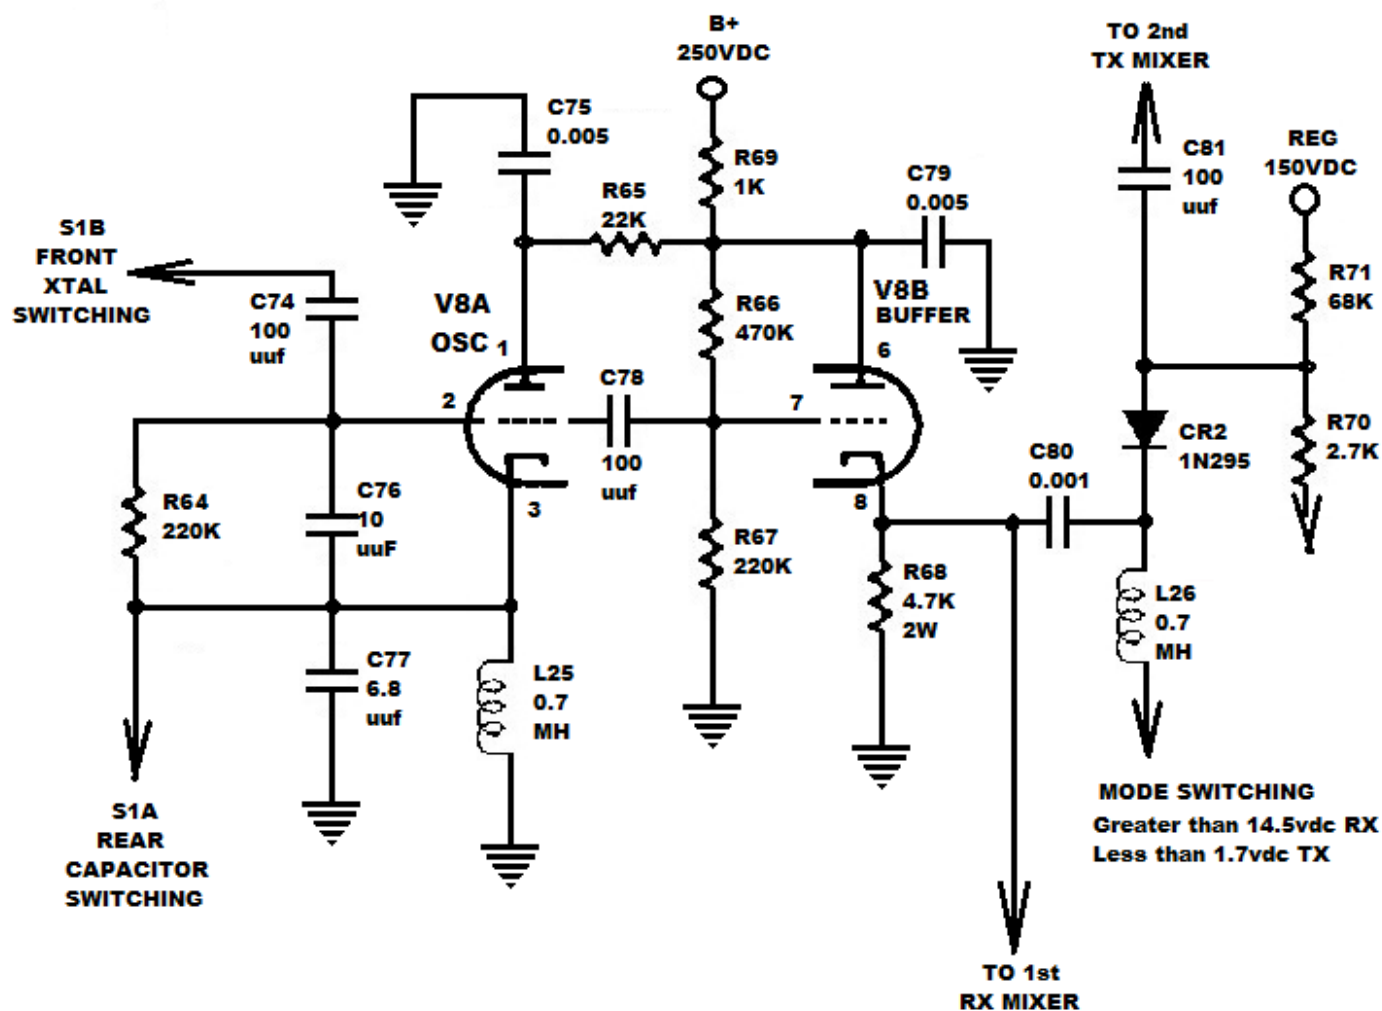 B+
250VDC
TO 2nd
TX MIXER
C75
0.005
R69
1K
C79
0.005
C81
100
uuf
REG
150VDC
R65
22K
S1B
FRONT
XTAL
SWITCHING
C74
100
uuf
V8A
OSC
1
R66
470K
V8B
BUFFER
6
R71
68K
2
C78
100
uuf
7
CR2
1N295
R70
2.7K
R64
220K
C76
10
uuF
3
R67
220K
8
C80
0.001
R68
4.7K
2W
L26
0.7
MH
C77
6.8
uuf
L25
0.7
MH
S1A
REAR
CAPACITOR
SWITCHING
MODE SWITCHING
Greater than 14.5vdc RX
Less than 1.7vdc TX
TO 1st
RX MIXER